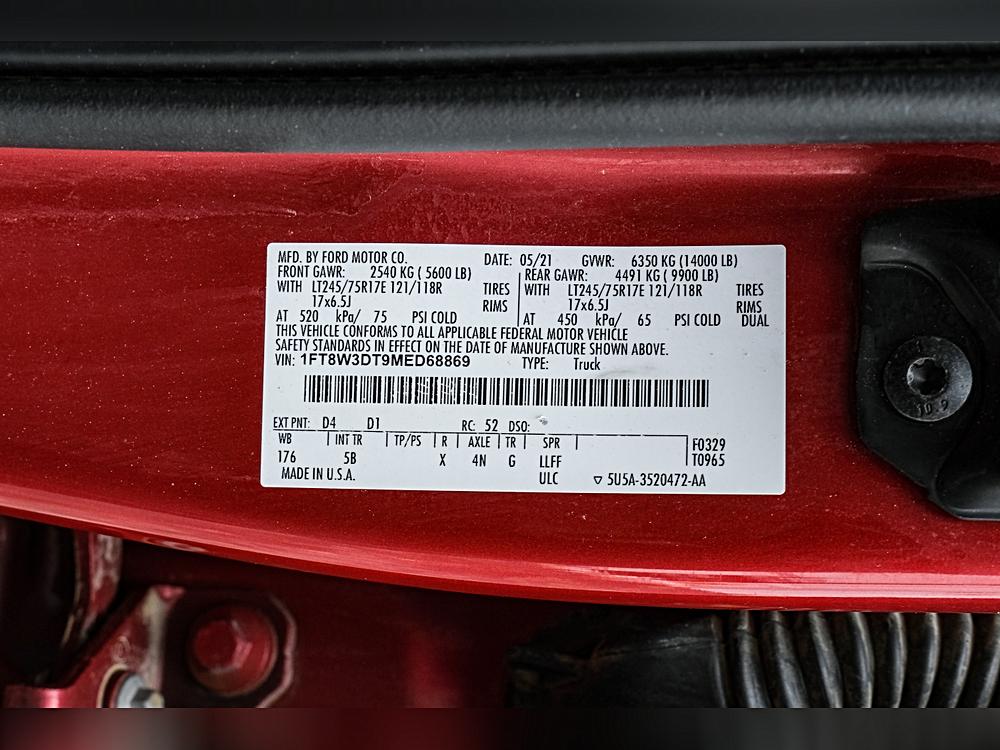 MFD. BY FORD MOTOR CO. DATE: 05/21 GVWR: 6350 KG (14000 LB)
FRONT GAWR: 2540 KG ( 5600 LB) REAR GAWR: 4491 KG ( 9900 LB)
WITH LT245/75R17E 121/118R TIRES WITH LT245/75R17E 121/118R TIRES
17x6.5J RIMS 17x6.5J RIMS
AT 520 kPa/ 75 PSI COLD AT 450 kPa/ 65 PSI COLD DUAL
THIS VEHICLE CONFORMS TO ALL APPLICABLE FEDERAL MOTOR VEHICLE
SAFETY STANDARDS IN EFFECT ON THE DATE OF MANUFACTURE SHOWN ABOVE.
VIN: 1FT8W3DT9MED68869 TYPE: Truck
EXT PNT: D4 D1 RC: 52 DSO:
WB INT TR TP/PS R AXLE TR SPR F0329
176 5B X 4N G LLFF T0965
MADE IN U.S.A. ULC 5U5A-3520472-AA
10.9